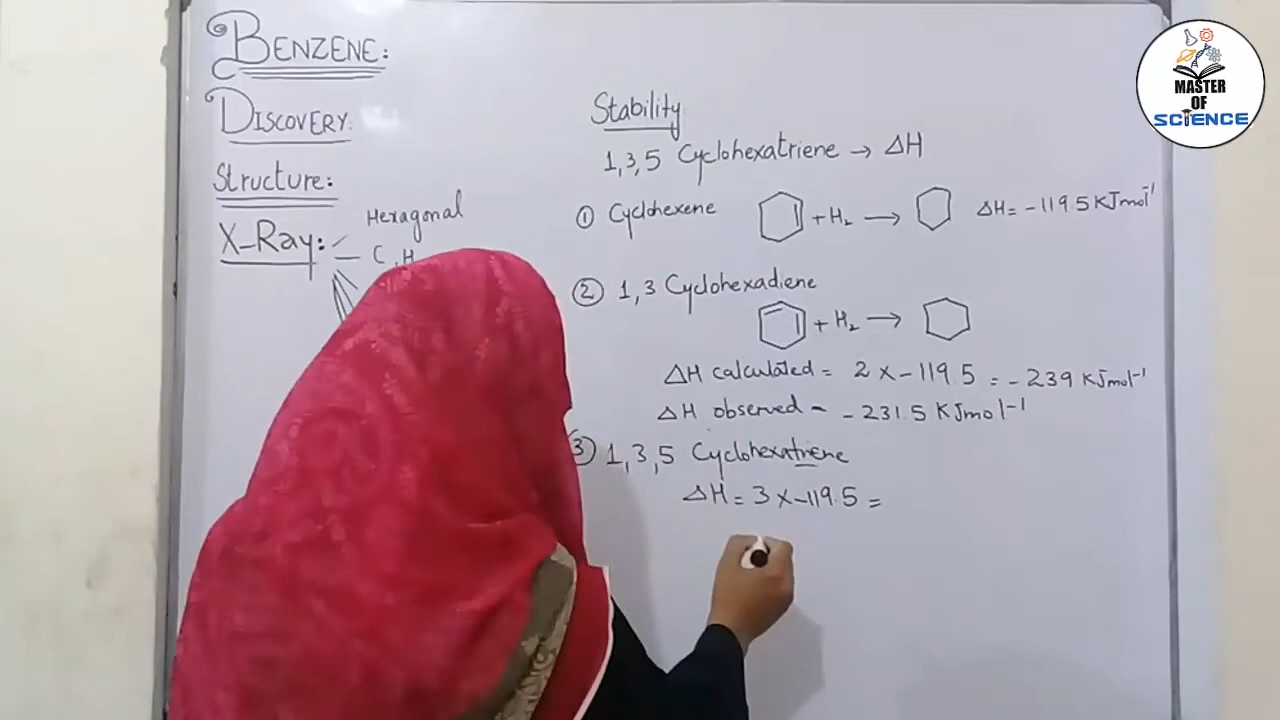 BENZENE:
DISCOVERY:
Structure:
X-Ray:
Hexagonal
C H
Stability
1,3,5 Cyclohexatriene → ΔH
① Cyclohexene + H₂ → ΔH = -119.5 KJmol⁻¹
② 1,3 Cyclohexadiene
+ H₂ →
ΔH calculated = 2 x -119.5 = -239 KJmol⁻¹
ΔH observed = -231.5 KJmol⁻¹
③ 1,3,5 Cyclohexatriene
ΔH = 3 x -119.5 =
MASTER
OF
SCIENCE